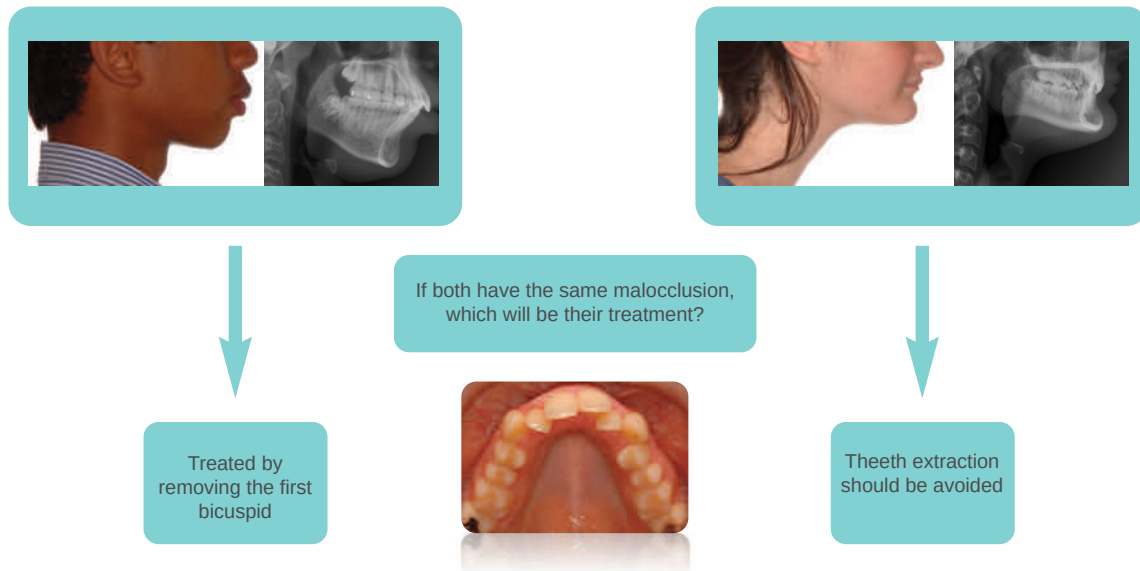 If both have the same malocclusion,
which will be their treatment?
Treated by
removing the first
bicuspid
Theeth extraction
should be avoided